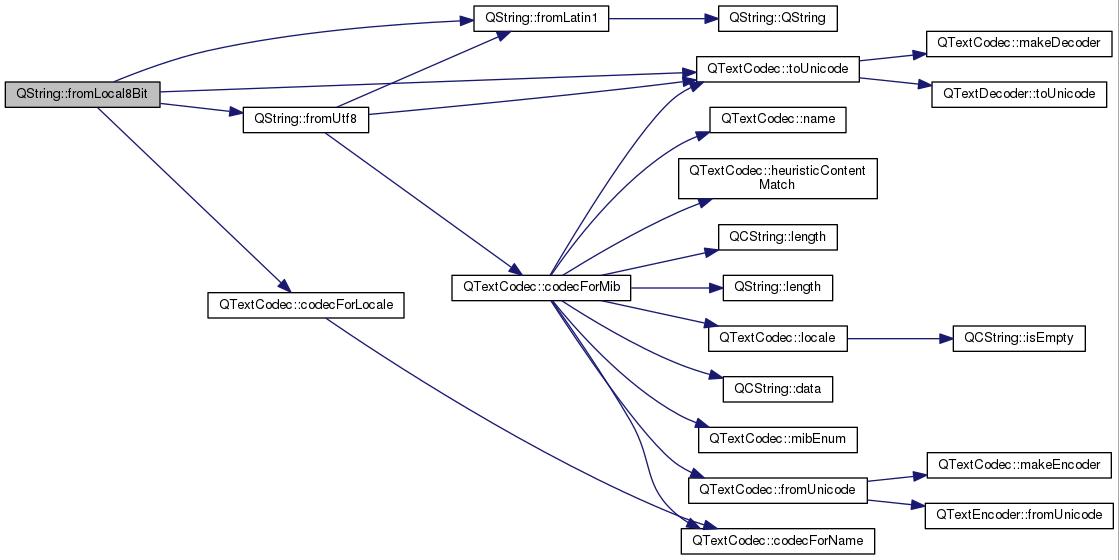 QString::fromLatin1
QString::QString
QTextCodec::makeDecoder
QTextCodec::toUnicode
QString::fromLocal8Bit
QTextDecoder::toUnicode
QString::fromUtf8
QTextCodec::name
QTextCodec::heuristicContent
Match
QCString::length
QTextCodec::codecForMib
QString::length
QTextCodec::codecForLocale
QTextCodec::locale
QCString::isEmpty
QCString::data
QTextCodec::mibEnum
QTextCodec::makeEncoder
QTextCodec::fromUnicode
QTextEncoder::fromUnicode
QTextCodec::codecForName